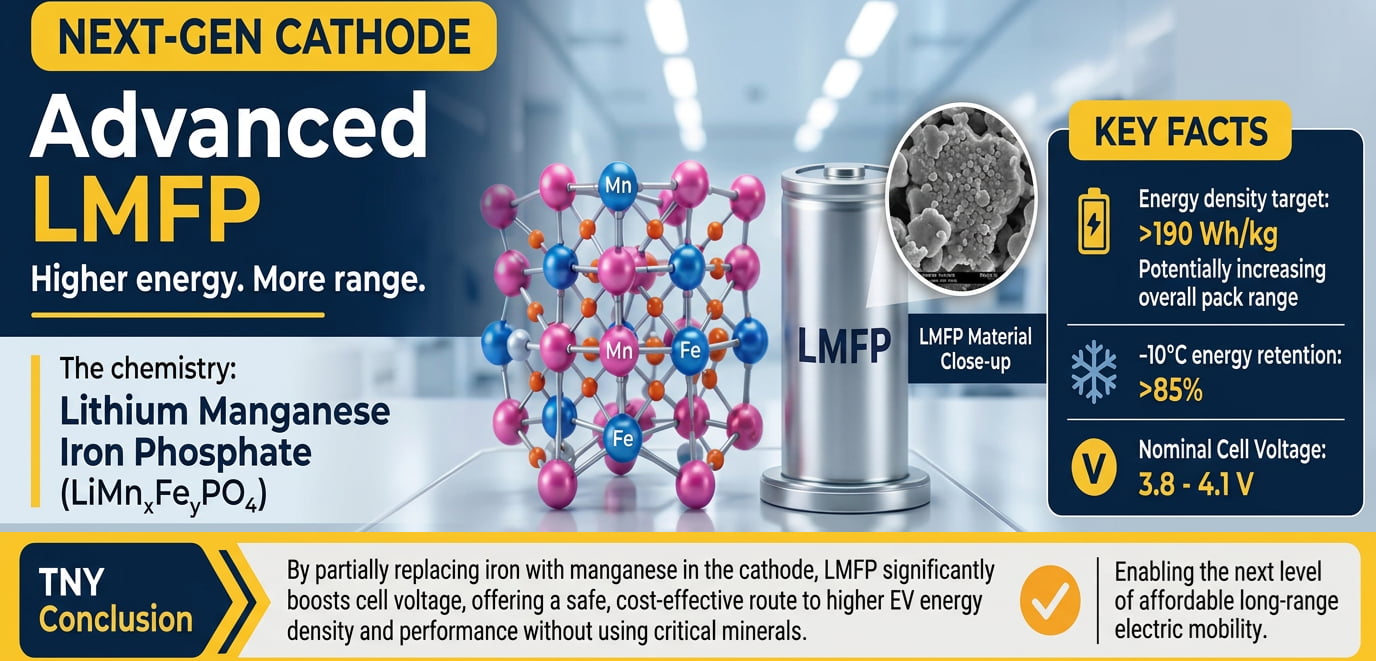 NEXT-GEN CATHODE
Advanced
LMFP
Higher energy. More range.
The chemistry:
Lithium Manganese
Iron Phosphate
(LiMnₓFeᵧPO₄)
Mn
Mn
Fe
Fe
LMFP
LMFP Material
Close-up
KEY FACTS
Energy density target:
>190 Wh/kg
Potentially increasing
overall pack range
-10°C energy retention:
>85%
V
Nominal Cell Voltage:
3.8 - 4.1 V
TNY
Conclusion
By partially replacing iron with manganese in the cathode, LMFP significantly
boosts cell voltage, offering a safe, cost-effective route to higher EV energy
density and performance without using critical minerals.
Enabling the next level
of affordable long-range
electric mobility.